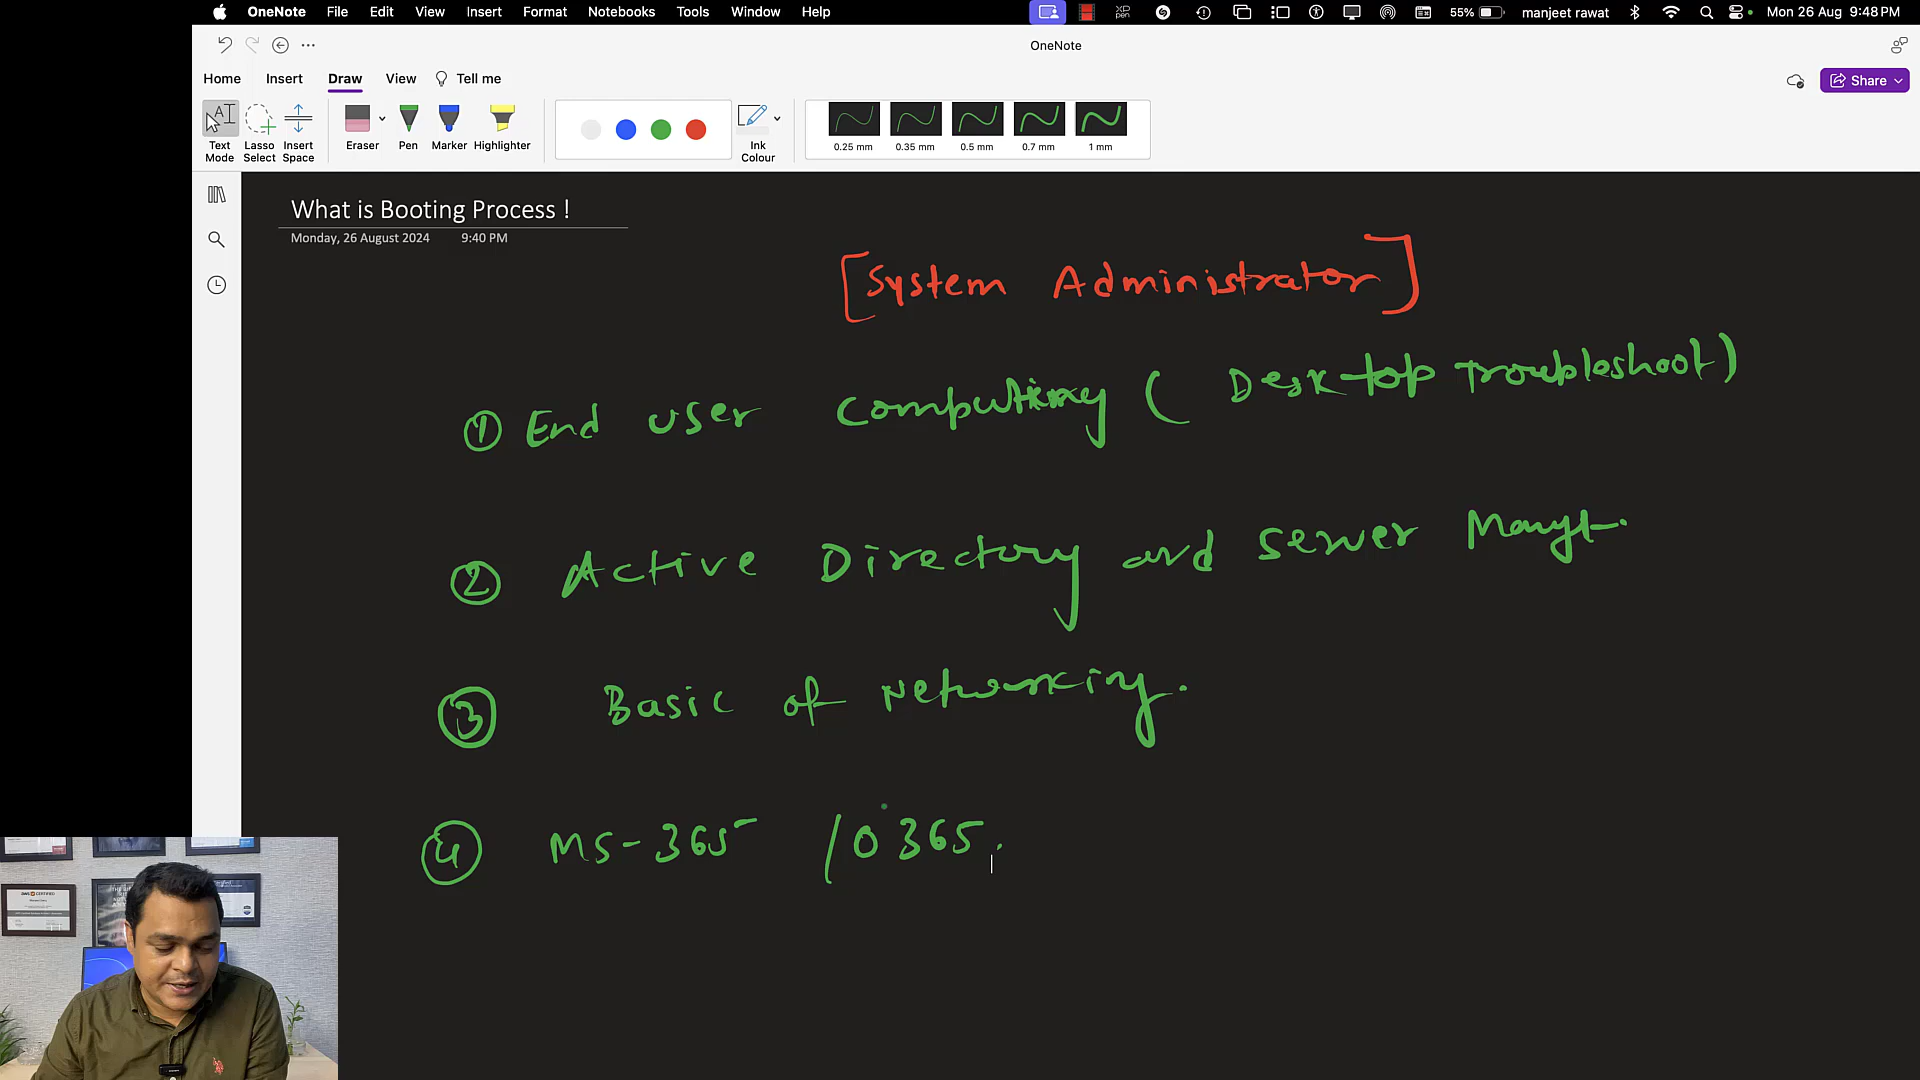 OneNote File Edit View Insert Format Notebooks Tools Window Help XP pen 55% manjeet rawat Mon 26 Aug 9:48 PM
OneNote
Home Insert Draw View Tell me Share
Text Mode Lasso Select Insert Space Eraser Pen Marker Highlighter Ink Colour 0.25 mm 0.35 mm 0.5 mm 0.7 mm 1 mm
What is Booting Process !
Monday, 26 August 2024 9:40 PM
[System Administrator]
① End user computing ( Desktop troubleshoot)
② Active Directory and server Mangt.
③ Basic of Networking.
④ MS-365 /O365.